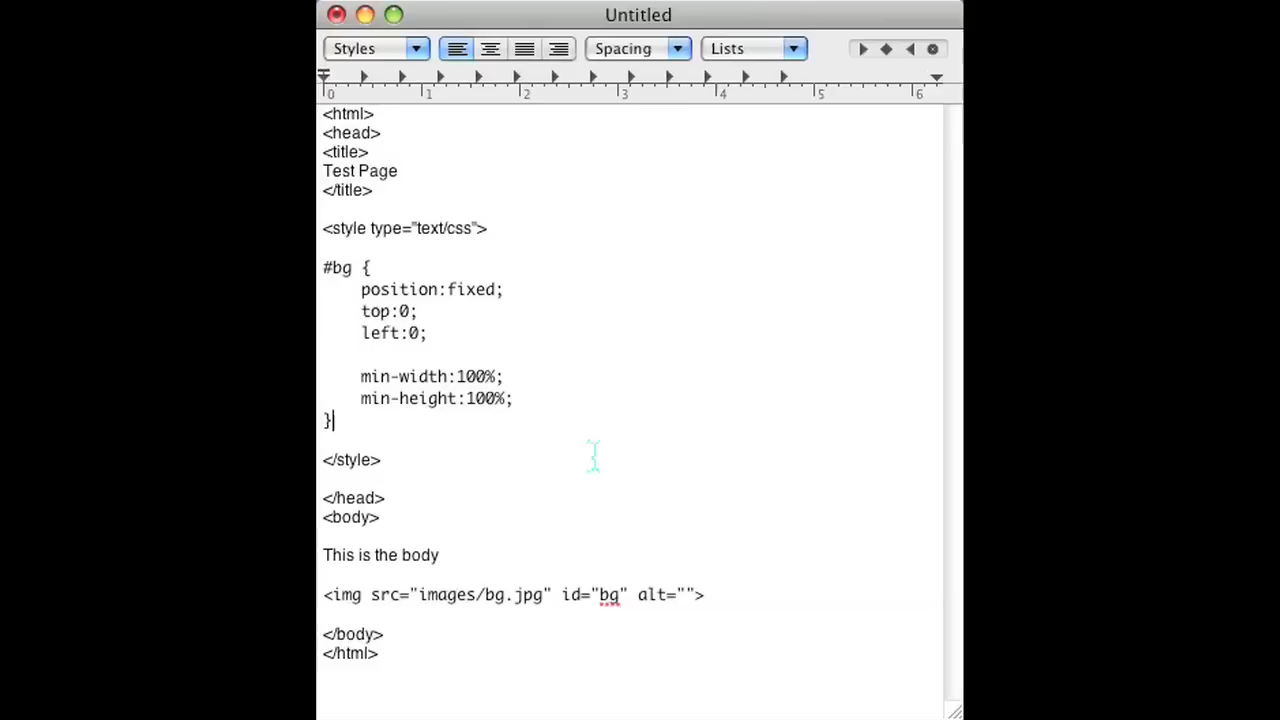 Untitled
Styles Spacing Lists
0 1 2 3 4 5 6
<html>
<head>
<title>
Test Page
</title>
<style type="text/css">
#bg {
position:fixed;
top:0;
left:0;
min-width:100%;
min-height:100%;
}
</style>
</head>
<body>
This is the body
<img src="images/bg.jpg" id="bg" alt="">
</body>
</html>